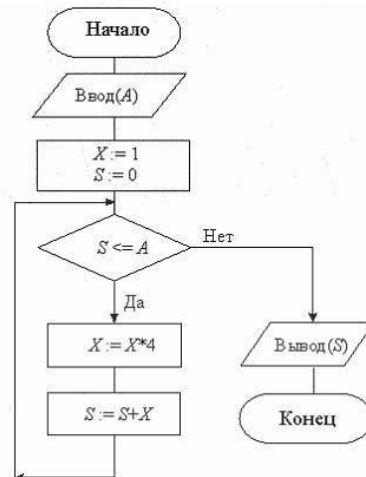 Начало
Ввод(A)
X := 1
S := 0
S <= A
Нет
Да
X := X*4
Вывод(S)
S := S+X
Конец